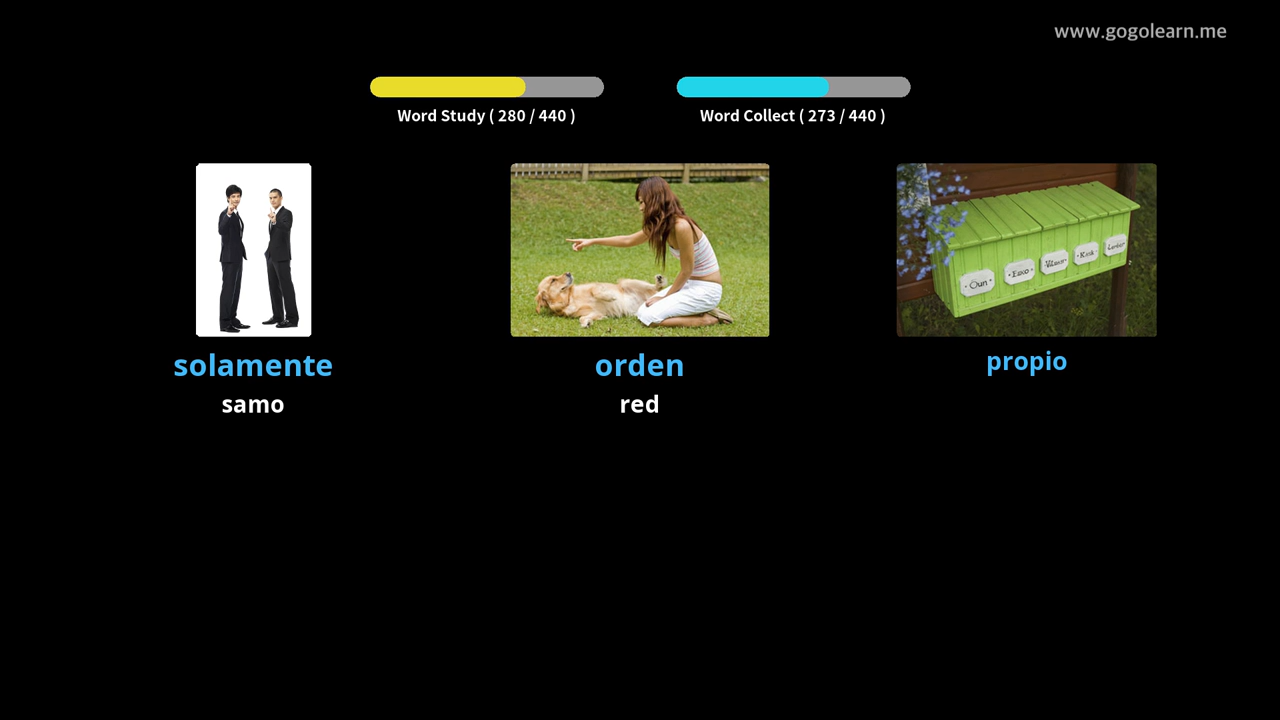 www.gogolearn.me
Word Study ( 280 / 440 )
Word Collect ( 273 / 440 )
solamente
samo
orden
red
propio